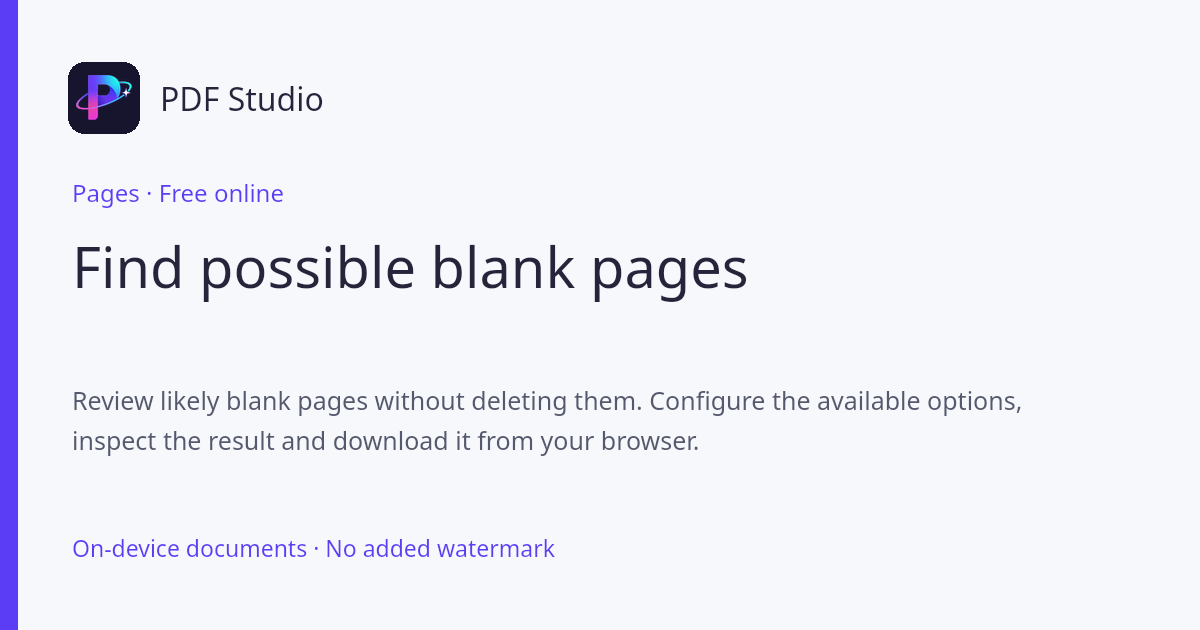 PDF Studio
Pages · Free online
Find possible blank pages
Review likely blank pages without deleting them. Configure the available options,
inspect the result and download it from your browser.
On-device documents · No added watermark